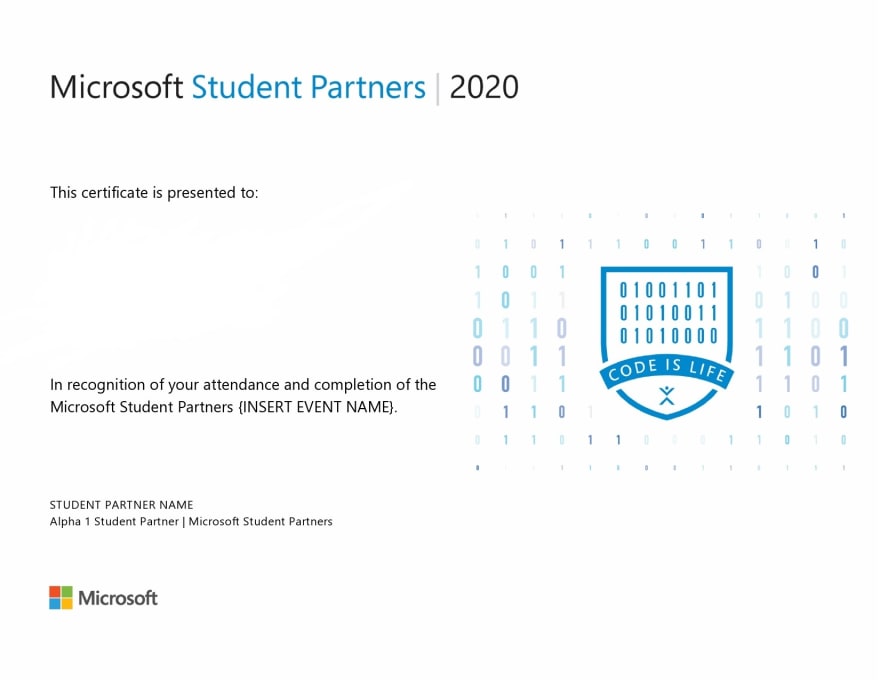 Microsoft Student Partners | 2020
This certificate is presented to:
In recognition of your attendance and completion of the
Microsoft Student Partners {INSERT EVENT NAME}.
STUDENT PARTNER NAME
Alpha 1 Student Partner | Microsoft Student Partners
Microsoft
01001101
01010011
01010000
CODE IS LIFE